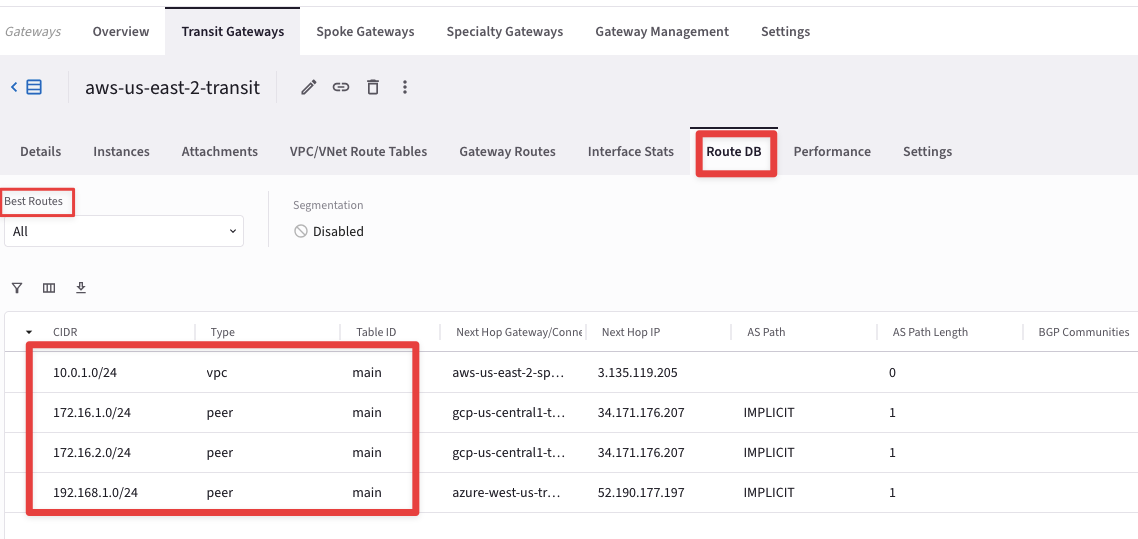 Gateways Overview Transit Gateways Spoke Gateways Specialty Gateways Gateway Management Settings
aws-us-east-2-transit
Details Instances Attachments VPC/VNet Route Tables Gateway Routes Interface Stats Route DB Performance Settings
Best Routes Segmentation
All Disabled
CIDR Type Table ID Next Hop Gateway/Conne Next Hop IP AS Path AS Path Length BGP Communities
10.0.1.0/24 vpc main aws-us-east-2-sp... 3.135.119.205 0
172.16.1.0/24 peer main gcp-us-central1-t... 34.171.176.207 IMPLICIT 1
172.16.2.0/24 peer main gcp-us-central1-t... 34.171.176.207 IMPLICIT 1
192.168.1.0/24 peer main azure-west-us-tr... 52.190.177.197 IMPLICIT 1